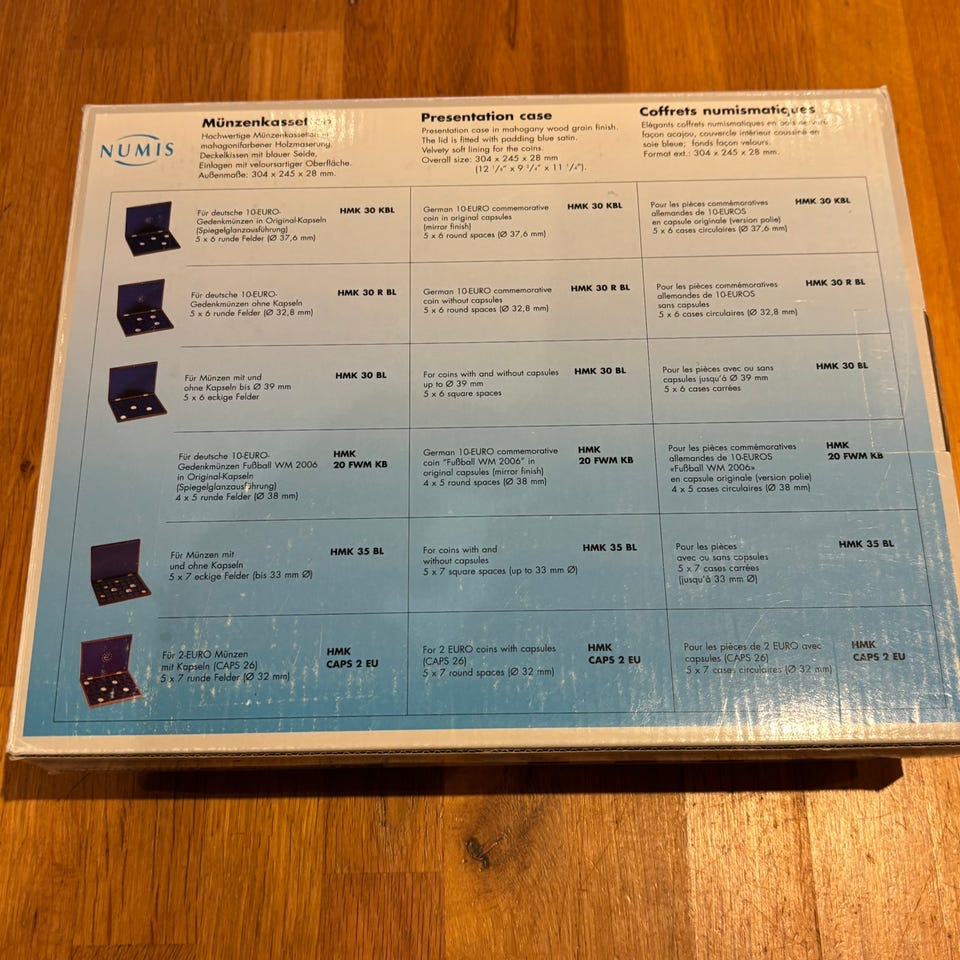 NUMIS
Münzenkassetten
Hochwertige Münzenkassetten in
mahagonifarbener Holzmaserung,
Deckelkissen mit blauer Seide,
Einlagen mit veloursartiger Oberfläche.
Außenmaße: 304 x 245 x 28 mm.
Presentation case
Presentation case in mahogany wood grain finish.
The lid is fitted with padding blue satin.
Velvety soft lining for the coins.
Overall size: 304 x 245 x 28 mm
(12 1/4" x 9 3/4" x 11 1/4").
Coffrets numismatiques
Elégants coffrets numismatiques en bois nervuré,
façon acajou, couvercle intérieur coussiné en
soie bleue; fonds façon velours.
Format ext.: 304 x 245 x 28 mm.
Für deutsche 10-EURO-
Gedenkmünzen in Original-Kapseln
(Spiegelglanzausführung)
5 x 6 runde Felder (Ø 37,6 mm)
HMK 30 KBL
German 10-EURO commemorative
coin in original capsules
(mirror finish)
5 x 6 round spaces (Ø 37,6 mm)
HMK 30 KBL
Pour les pièces commémoratives
allemandes de 10-EUROS
en capsule originale (version polie)
5 x 6 cases circulaires (Ø 37,6 mm)
HMK 30 KBL
Für deutsche 10-EURO-
Gedenkmünzen ohne Kapseln
5 x 6 runde Felder (Ø 32,8 mm)
HMK 30 R BL
German 10-EURO commemorative
coin without capsules
5 x 6 round spaces (Ø 32,8 mm)
HMK 30 R BL
Pour les pièces commémoratives
allemandes de 10-EUROS
sans capsules
5 x 6 cases circulaires (Ø 32,8 mm)
HMK 30 R BL
Für Münzen mit und
ohne Kapseln bis Ø 39 mm
5 x 6 eckige Felder
HMK 30 BL
For coins with and without capsules
up to Ø 39 mm
5 x 6 square spaces
HMK 30 BL
Pour les pièces avec ou sans
capsules jusqu'à Ø 39 mm
5 x 6 cases carrées
HMK 30 BL
Für deutsche 10-EURO-
Gedenkmünzen Fußball WM 2006
in Original-Kapseln
(Spiegelglanzausführung)
4 x 5 runde Felder (Ø 38 mm)
HMK
20 FWM KB
German 10-EURO commemorative
coin "Fußball WM 2006" in
original capsules (mirror finish)
4 x 5 round spaces (Ø 38 mm)
HMK
20 FWM KB
Pour les pièces commémoratives
allemandes de 10-EUROS
«Fußball WM 2006»
en capsule originale (version polie)
4 x 5 cases circulaires (Ø 38 mm)
HMK
20 FWM KB
Für Münzen mit
und ohne Kapseln
5 x 7 eckige Felder (bis 33 mm Ø)
HMK 35 BL
For coins with and
without capsules
5 x 7 square spaces (up to 33 mm Ø)
HMK 35 BL
Pour les pièces
avec ou sans capsules
5 x 7 cases carrées
(jusqu'à 33 mm Ø)
HMK 35 BL
Für 2-EURO Münzen
mit Kapseln (CAPS 26)
5 x 7 runde Felder (Ø 32 mm)
HMK
CAPS 2 EU
For 2 EURO coins with capsules
(CAPS 26)
5 x 7 round spaces (Ø 32 mm)
HMK
CAPS 2 EU
Pour les pièces de 2 EURO avec
capsules (CAPS 26)
5 x 7 cases circulaires (Ø 32 mm)
HMK
CAPS 2 EU